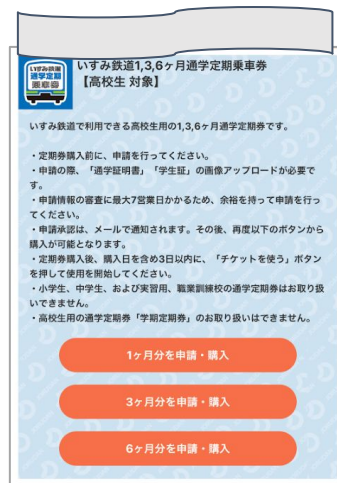 いすみ鉄道
通学定期
乗車券
いすみ鉄道1,3,6ヶ月通学定期乗車券
【高校生 対象】
いすみ鉄道で利用できる高校生用の1,3,6ヶ月通学定期券です。
・定期券購入前に、申請を行ってください。
・申請の際、「通学証明書」「学生証」の画像アップロードが必要で
す。
・申請情報の審査に最大7営業日かかるため、余裕を持って申請を行っ
てください。
・申請承認は、メールで通知されます。その後、再度以下のボタンから
購入が可能となります。
・定期券購入後、購入日を含め3日以内に、「チケットを使う」ボタン
を押して使用を開始してください。
・小学生、中学生、および実習用、職業訓練校の通学定期券はお取り扱
いできません。
・高校生用の通学定期券「学期定期券」のお取り扱いはできません。
1ヶ月分を申請・購入
3ヶ月分を申請・購入
6ヶ月分を申請・購入